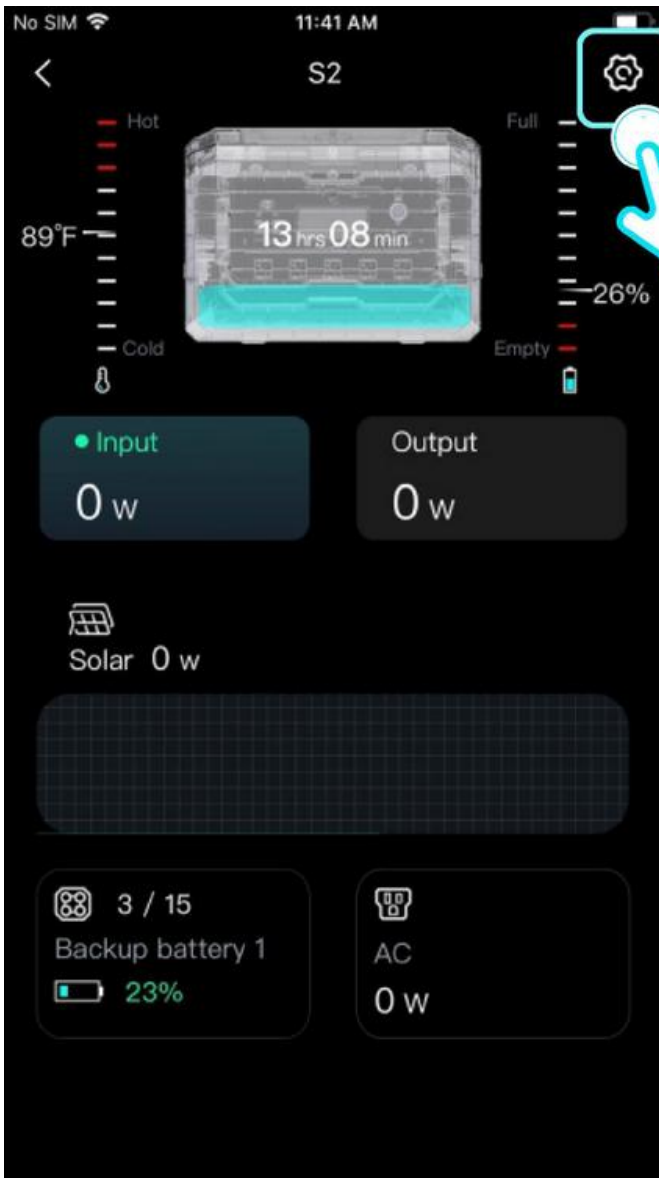 No SIM 11:41 AM
S2
Hot Full
13 hrs 08 min
89°F
26%
Cold Empty
Input Output
0 w 0 w
Solar 0 w
3 / 15
Backup battery 1 AC
23% 0 w